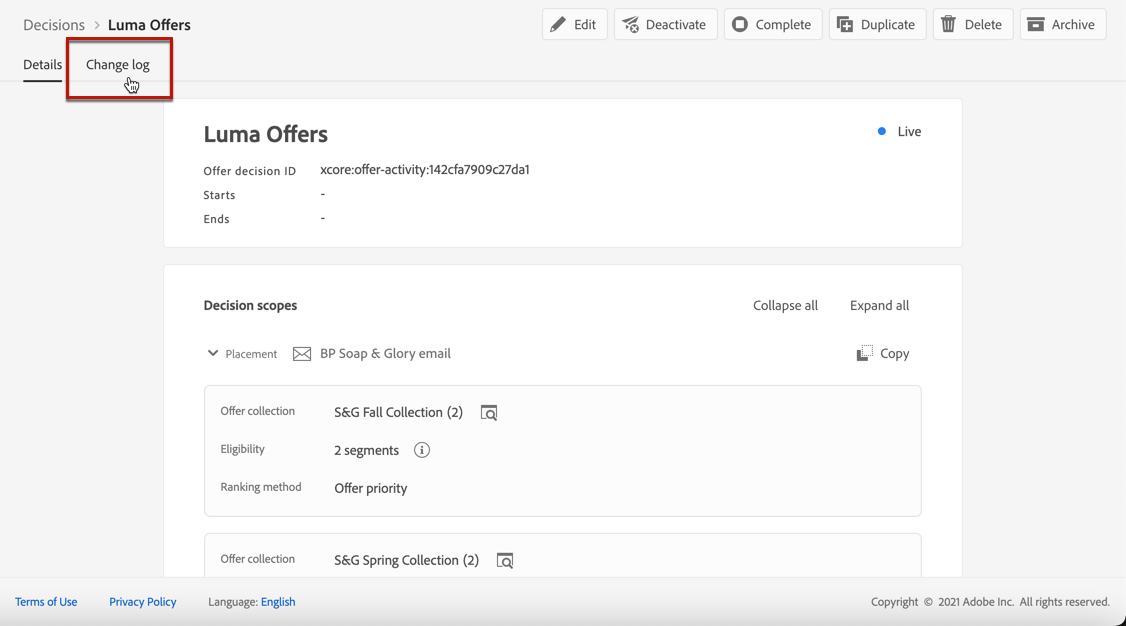 Decisions > Luma Offers
Edit Deactivate Complete Duplicate Delete Archive
Details Change log
Luma Offers Live
Offer decision ID xcore:offer-activity:142cfa7909c27da1
Starts -
Ends -
Decision scopes Collapse all Expand all
Placement BP Soap & Glory email Copy
Offer collection S&G Fall Collection (2)
Eligibility 2 segments
Ranking method Offer priority
Offer collection S&G Spring Collection (2)
Terms of Use Privacy Policy Language: English Copyright © 2021 Adobe Inc. All rights reserved.